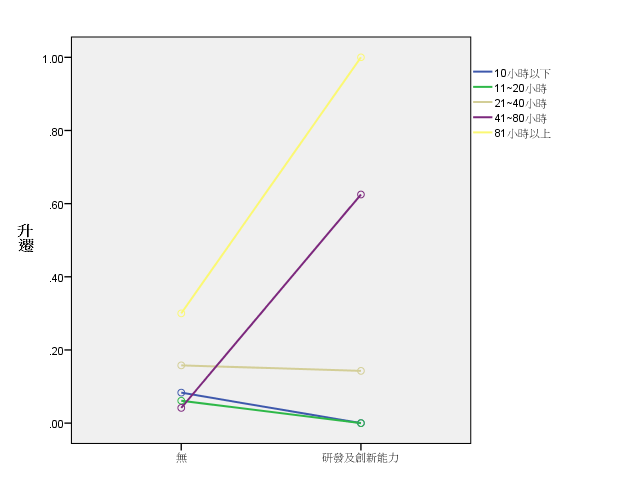 1.00
.80
.60
.40
.20
.00
升遷
無
研發及創新能力
10小時以下
11~20小時
21~40小時
41~80小時
81小時以上